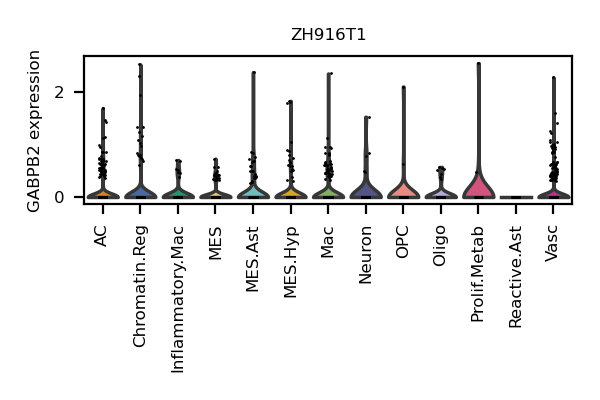 ZH916T1
GABPB2 expression
2
0
AC
Chromatin.Reg
Inflammatory.Mac
MES
MES.Ast
MES.Hyp
Mac
Neuron
OPC
Oligo
Prolif.Metab
Reactive.Ast
Vasc